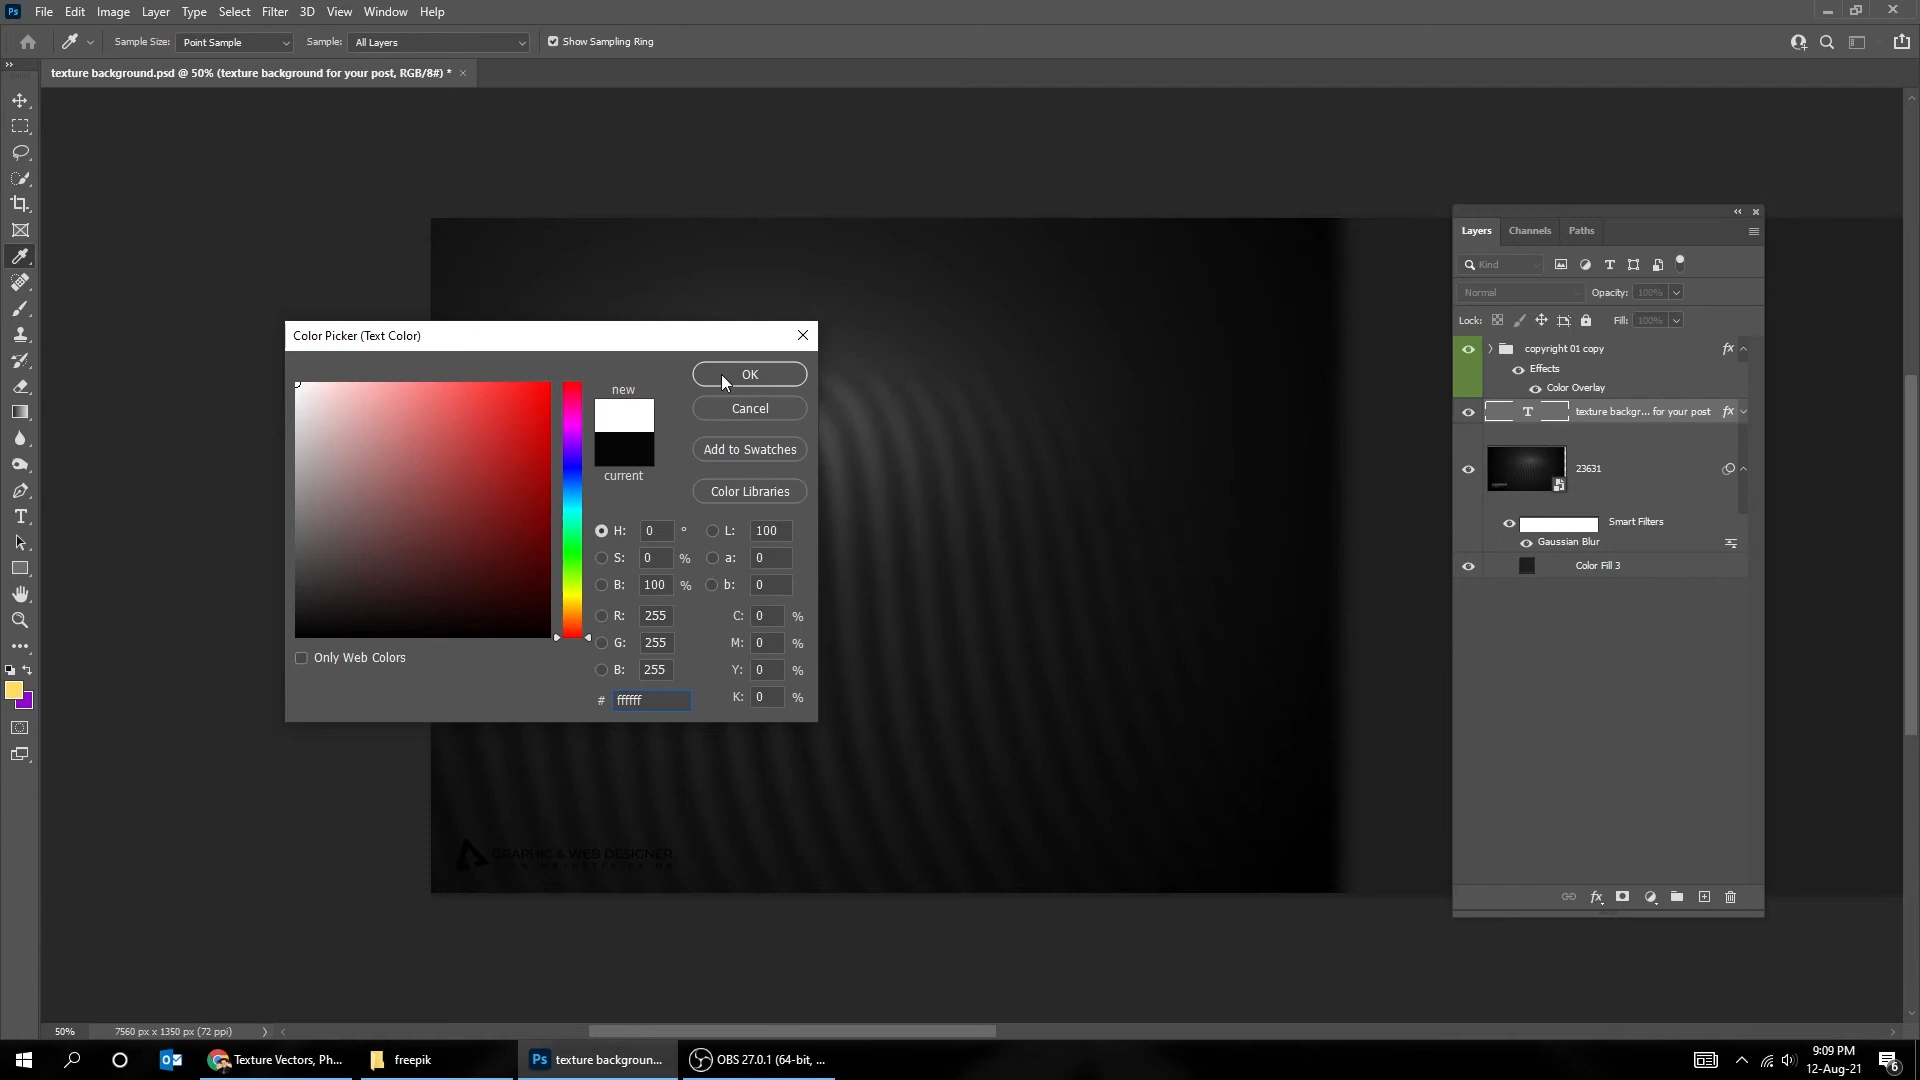 Ps File Edit Image Layer Type Select Filter 3D View Window Help
Sample Size: Point Sample Sample: All Layers Show Sampling Ring
texture background.psd @ 50% (texture background for your post, RGB/8#) * ×
Color Picker (Text Color)
new
current
OK
Cancel
Add to Swatches
Color Libraries
H: 0 ° L: 100
S: 0 % a: 0
B: 100 % b: 0
R: 255 C: 0 %
G: 255 M: 0 %
B: 255 Y: 0 %
# ffffff K: 0 %
Only Web Colors
GRAPHIC & WEB DESIGNER
Layers Channels Paths
Kind
Normal Opacity: 100%
Lock: Fill: 100%
copyright 01 copy fx
Effects
Color Overlay
T texture backgr... for your post fx
23631
Smart Filters
Gaussian Blur
Color Fill 3
fx
50% 7560 px x 1350 px (72 ppi)
Texture Vectors, Ph... freepik Ps texture backgroun... OBS 27.0.1 (64-bit, ...
9:09 PM
12-Aug-21
6